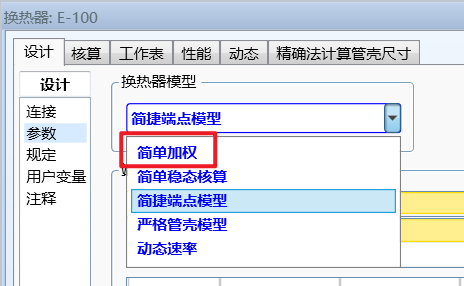 换热器: E-100
设计 核算 工作表 性能 动态 精确法计算管壳尺寸
设计
连接
参数
规定
用户变量
注释
换热器模型
简捷端点模型
简单加权
简单稳态核算
简捷端点模型
严格管壳模型
动态速率